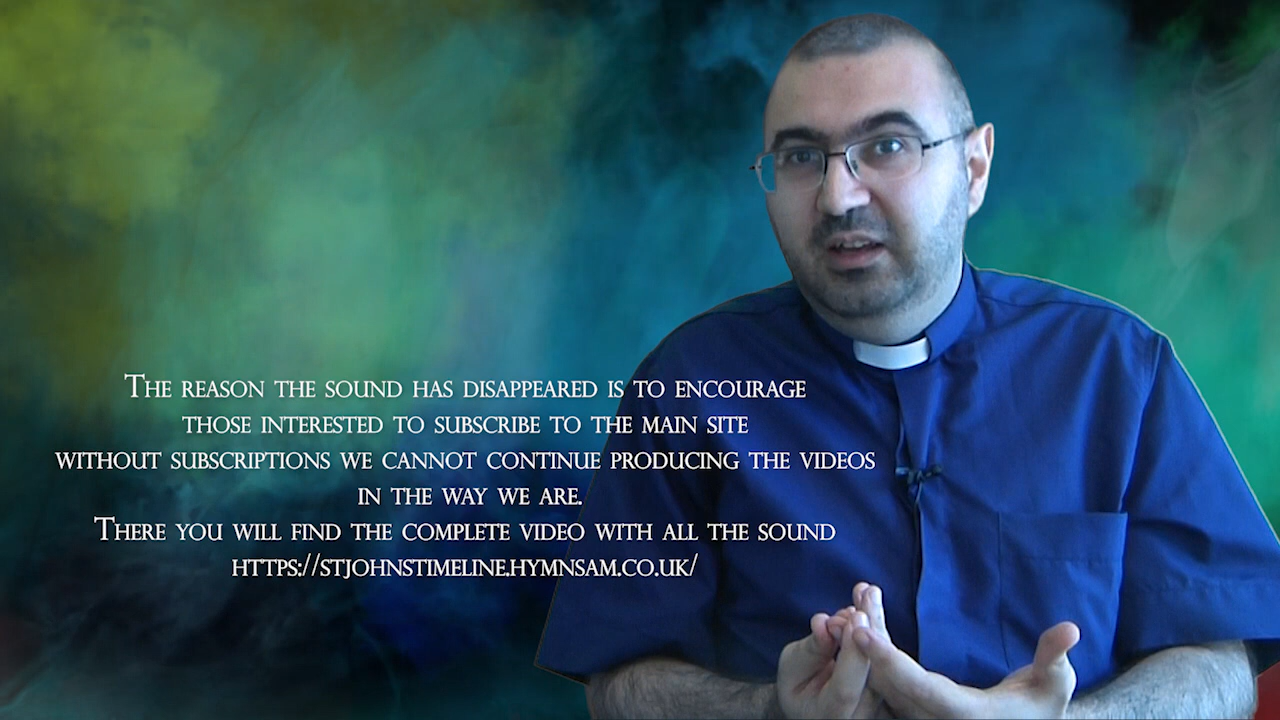 The reason the sound has disappeared is to encourage
those interested to subscribe to the main site
without subscriptions we cannot continue producing the videos
in the way we are.
There you will find the complete video with all the sound
https://stjohnstimeline.hymnsam.co.uk/